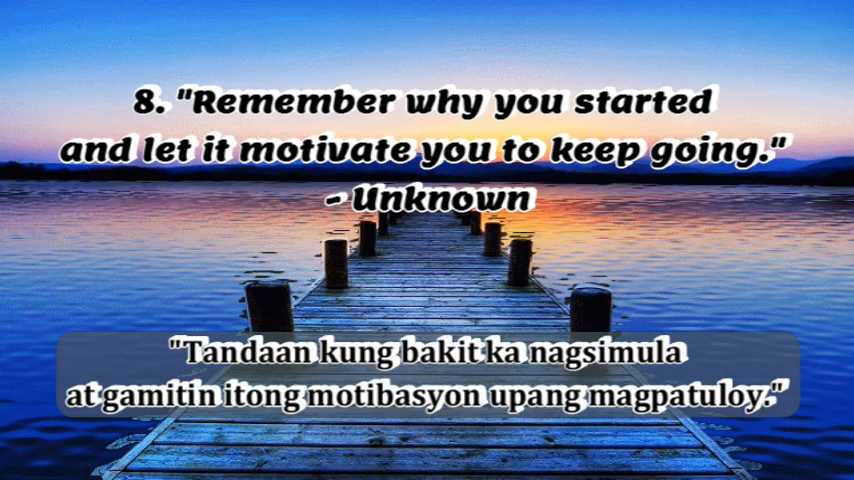 8. "Remember why you started
and let it motivate you to keep going."
- Unknown
"Tandaan kung bakit ka nagsimula
at gamitin itong motibasyon upang magpatuloy."